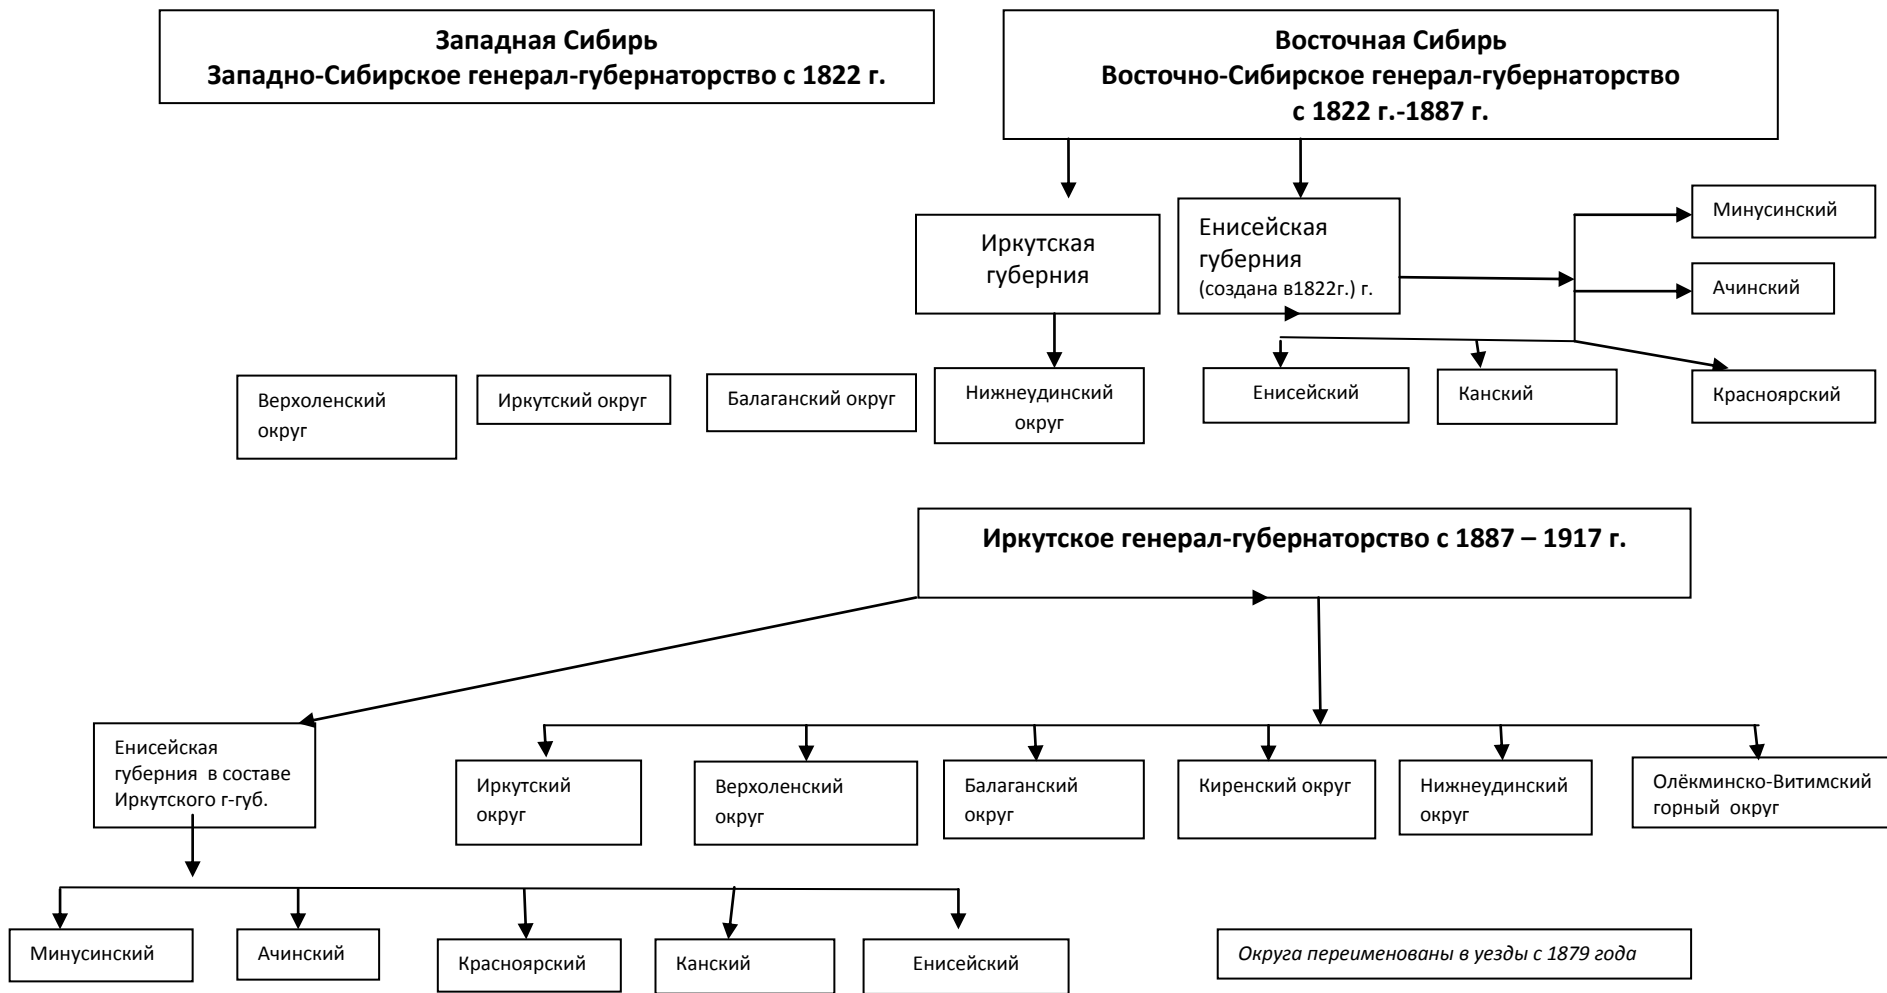 Западная Сибирь
Западно-Сибирское генерал-губернаторство с 1822 г.
Восточная Сибирь
Восточно-Сибирское генерал-губернаторство
с 1822 г.-1887 г.
Иркутская
губерния
Енисейская
губерния
(создана в1822г.) г.
Минусинский
Ачинский
Верхоленский
округ
Иркутский округ
Балаганский округ
Нижнеудинский
округ
Енисейский
Канский
Красноярский
Иркутское генерал-губернаторство с 1887 – 1917 г.
Енисейская
губерния в составе
Иркутского г-губ.
Иркутский
округ
Верхоленский
округ
Балаганский
округ
Киренский округ
Нижнеудинский
округ
Олёкминско-Витимский
горный округ
Минусинский
Ачинский
Красноярский
Канский
Енисейский
Округа переименованы в уезды с 1879 года